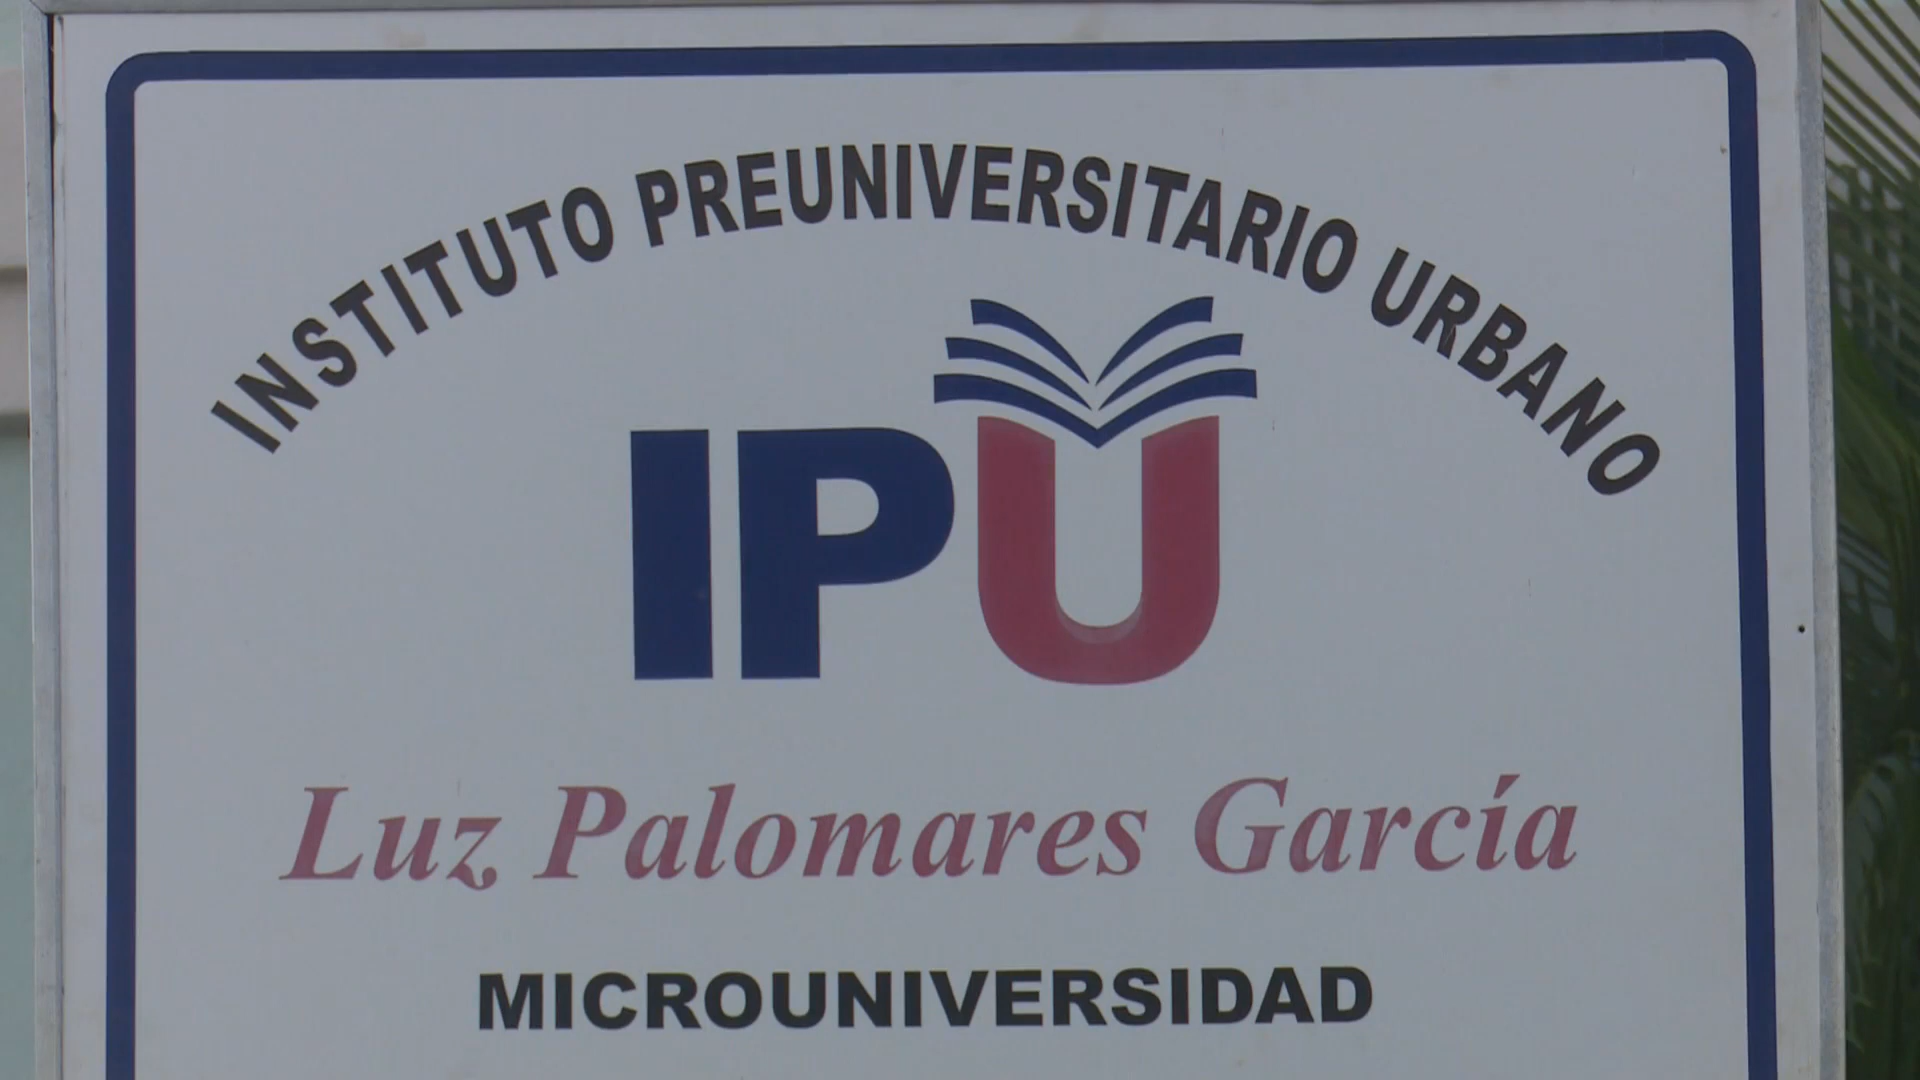 INSTITUTO PREUNIVERSITARIO URBANO
IPU
Luz Palomares García
MICROUNIVERSIDAD